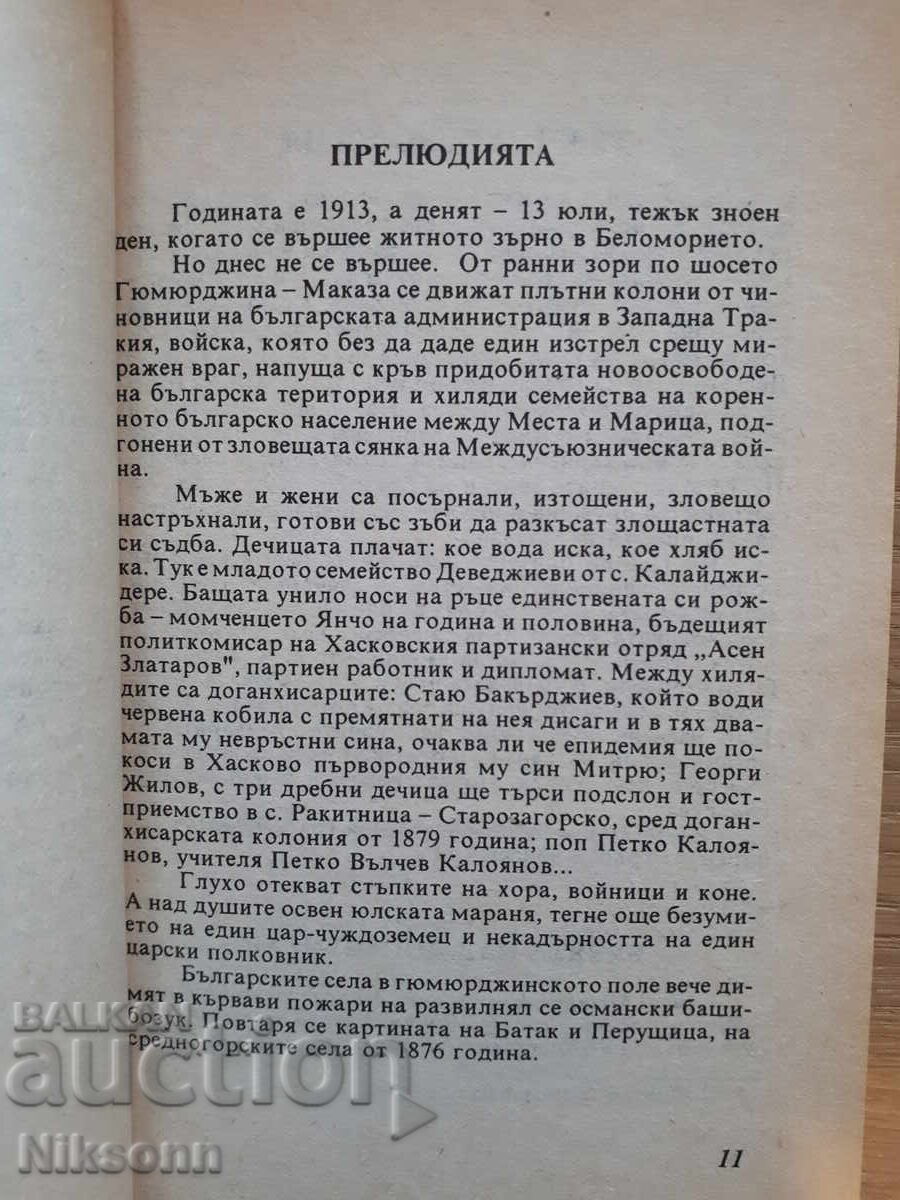 ПРЕЛЮДИЯТА
Годината е 1913, а денят – 13 юли, тежък зноен
ден, когато се вършее житното зърно в Беломорието.
Но днес не се вършее. От ранни зори по шосето
Гюмюрджина – Маказа се движат плътни колони от чи-
новници на българската администрация в Западна Тра-
кия, войска, която без да даде един изстрел срещу ми-
ражен враг, напуща с кръв придобитата новоосвободе-
на българска територия и хиляди семейства на корен-
ното българско население между Места и Марица, под-
гонени от зловещата сянка на Междусъюзническата вой-
на.
Мъже и жени са посърнали, изтощени, зловещо
настръхнали, готови със зъби да разкъсат злощастната
си съдба. Дечицата плачат: кое вода иска, кое хляб ис-
ка. Тук е младото семейство Деведжиеви от с. Калайджи-
дере. Бащата унило носи на ръце единствената си рож-
ба – момченцето Янчо на година и половина, бъдещият
политкомисар на Хасковския партизански отряд „Асен
Златаров", партиен работник и дипломат. Между хиля-
дите са доганхисарците: Стаю Бакърджиев, който води
червена кобила с премятнати на нея дисаги и в тях два-
мата му невръстни сина, очаква ли че епидемия ще по-
коси в Хасково първородния му син Митрю; Георги
Жилов, с три дребни дечица ще търси подслон и гост-
приемство в с. Ракитница – Старозагорско, сред доган-
хисарската колония от 1879 година; поп Петко Калоя-
нов, учителя Петко Вълчев Калоянов...
Глухо отекват стъпките на хора, войници и коне.
А над душите освен юлската мараня, тегне още безуми-
ето на един цар-чуждоземец и некадърността на един
царски полковник.
Българските села в гюмюрджинското поле вече ди-
мят в кървави пожари на развилнял се османски баши-
бозук. Повтаря се картината на Батак и Перущица, на
средногорските села от 1876 година.
BALKAN
auction
Niksonn
11